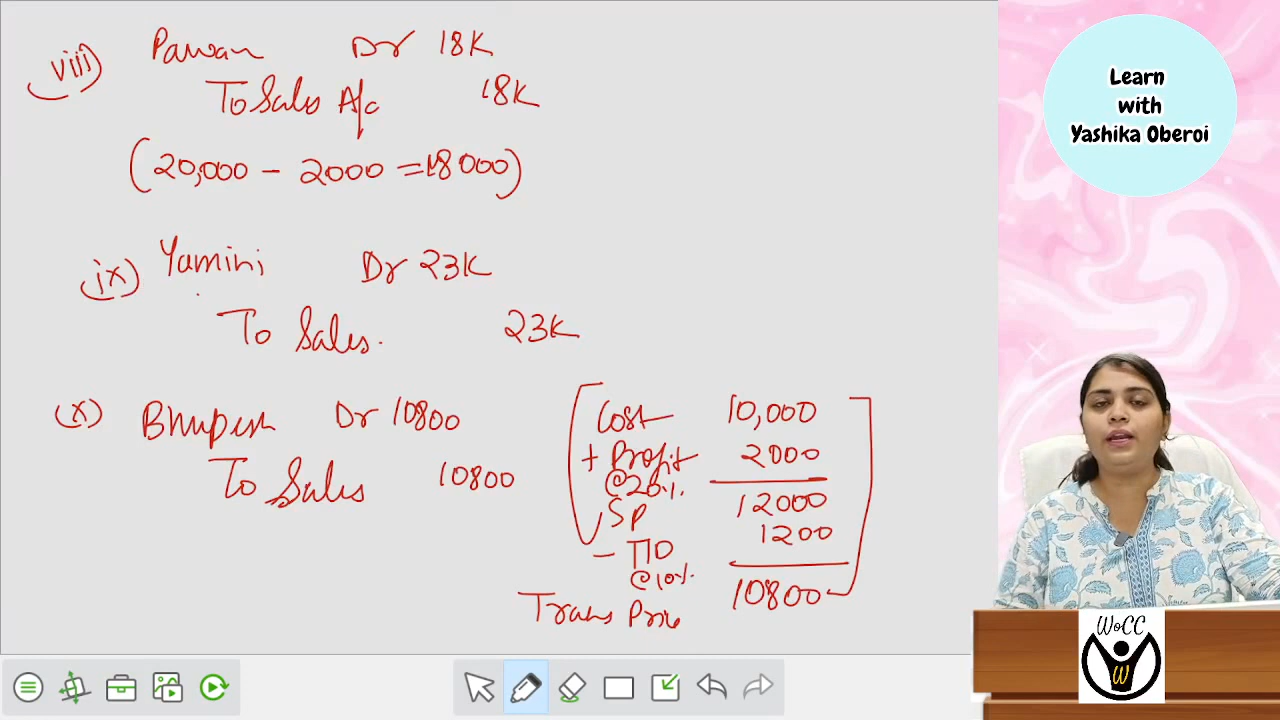 viii) Pawan Dr 18K
To Sales A/c 18K
(20,000 - 2000 = 18000)
ix) Yamini Dr 23K
To Sales. 23K
(x) Bhupesh Dr 10800
To Sales 10800
Cost 10,000
+ Profit 2000
@20%.
SP 12000
- TD 1200
@10%.
Trans Price 10800
Learn
with
Yashika Oberoi
WoCC
W